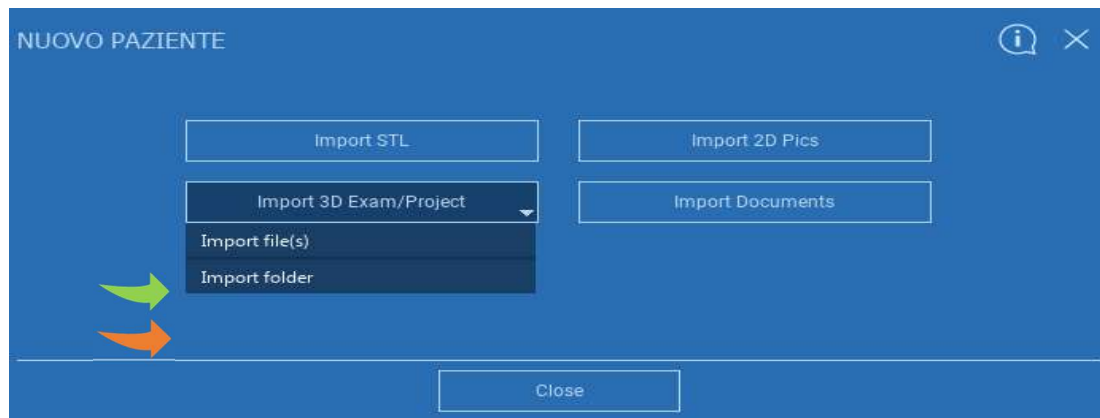 NUOVO PAZIENTE
Import STL
Import 2D Pics
Import 3D Exam/Project
Import Documents
Import file(s)
Import folder
Close